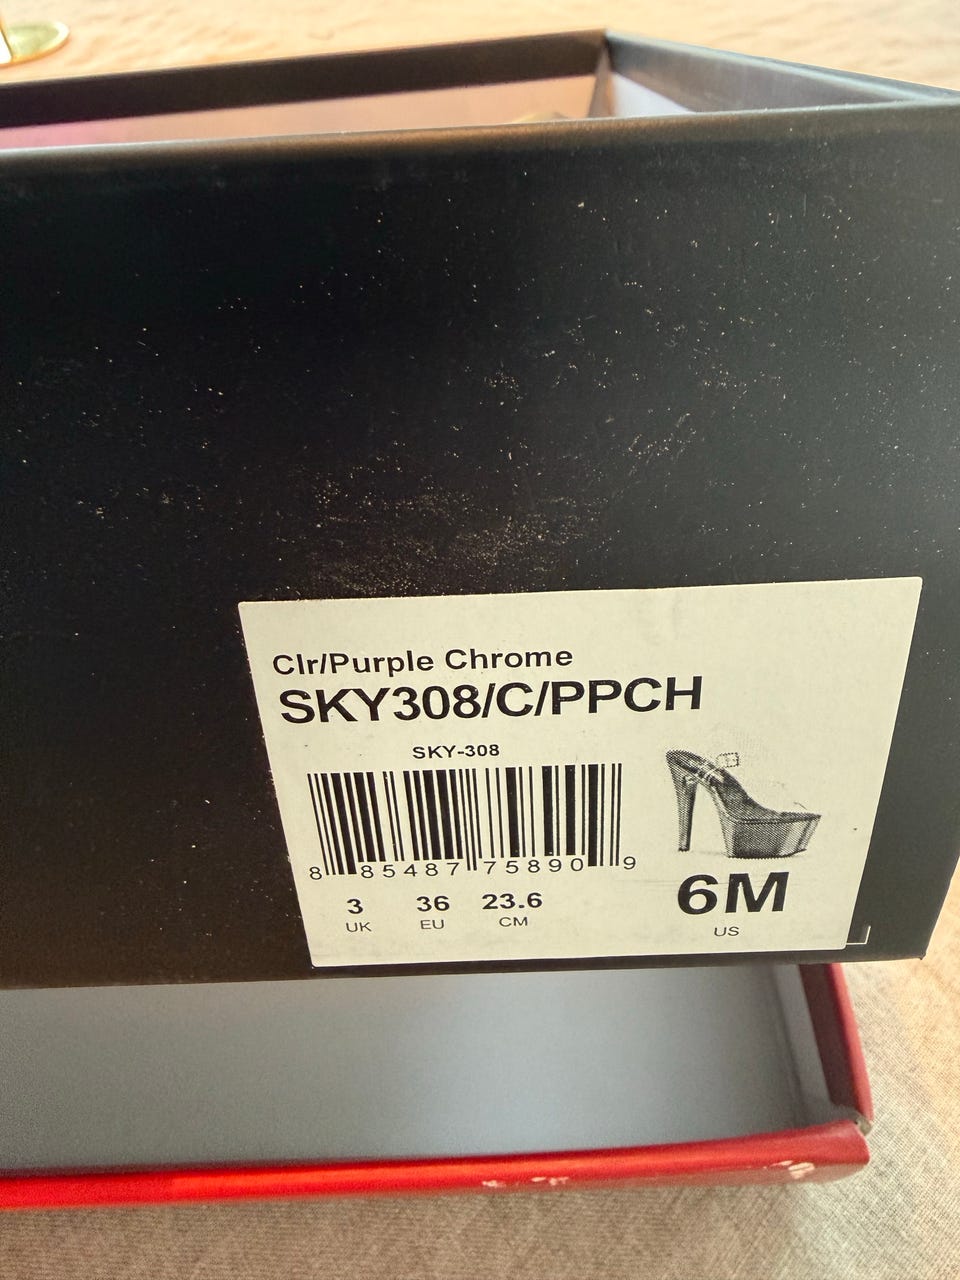 Clr/Purple Chrome
SKY308/C/PPCH
SKY-308
8 85487 75890 9
3 36 23.6
UK EU CM
6M
US